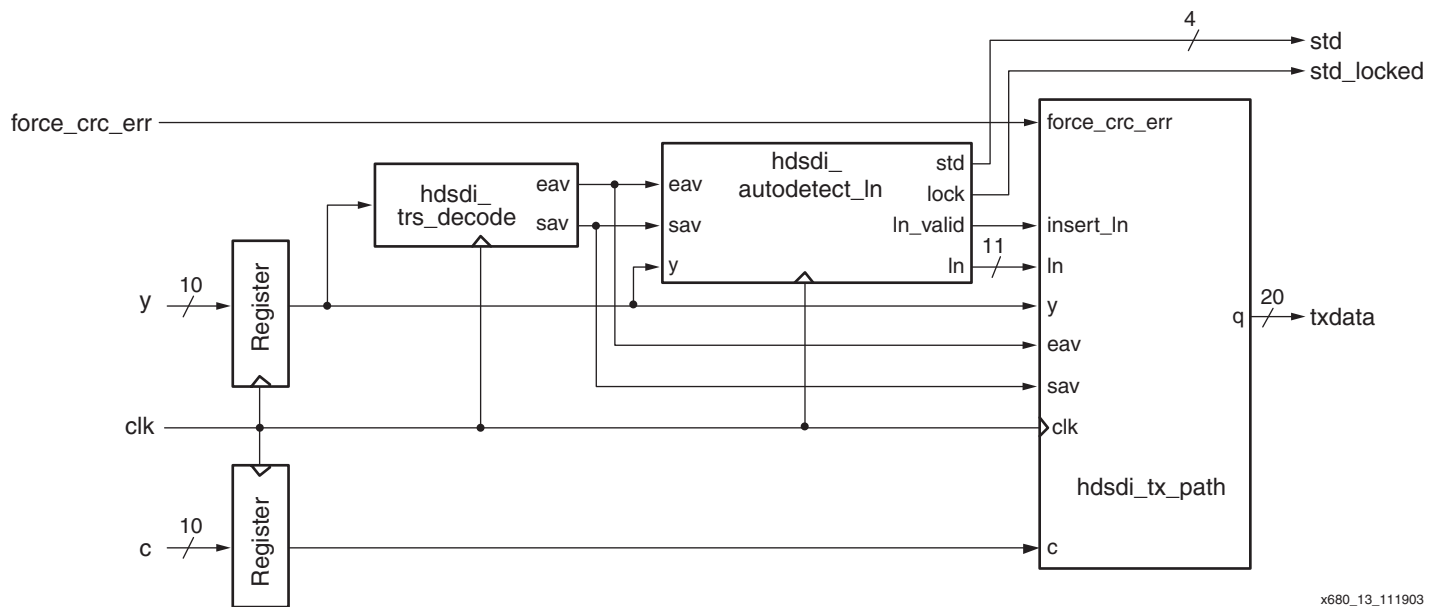 4
std
std_locked
force_crc_err
force_crc_err
hdsdi_
trs_decode
eav
sav
hdsdi_
autodetect_ln
eav
sav
y
std
lock
ln_valid
ln
11
insert_ln
ln
y
eav
sav
clk
c
hdsdi_tx_path
q
20
txdata
y
10
Register
clk
c
10
Register
x680_13_111903